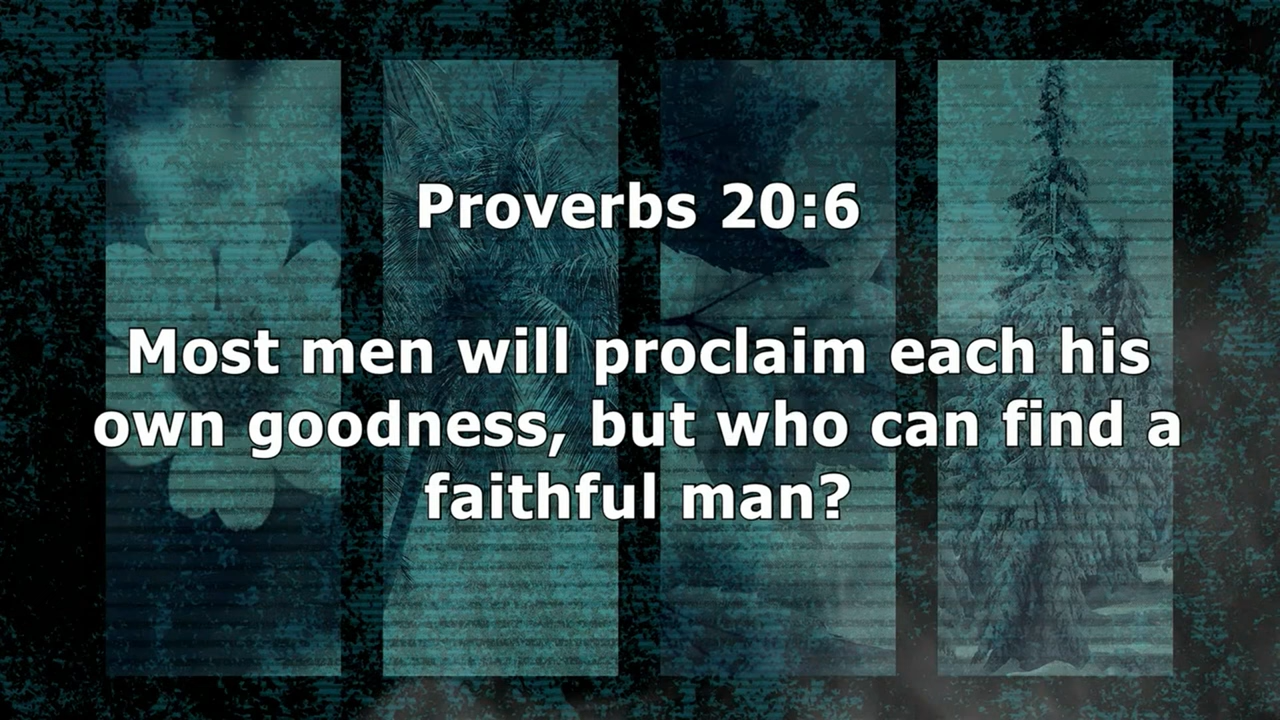 Proverbs 20:6
Most men will proclaim each his
own goodness, but who can find a
faithful man?